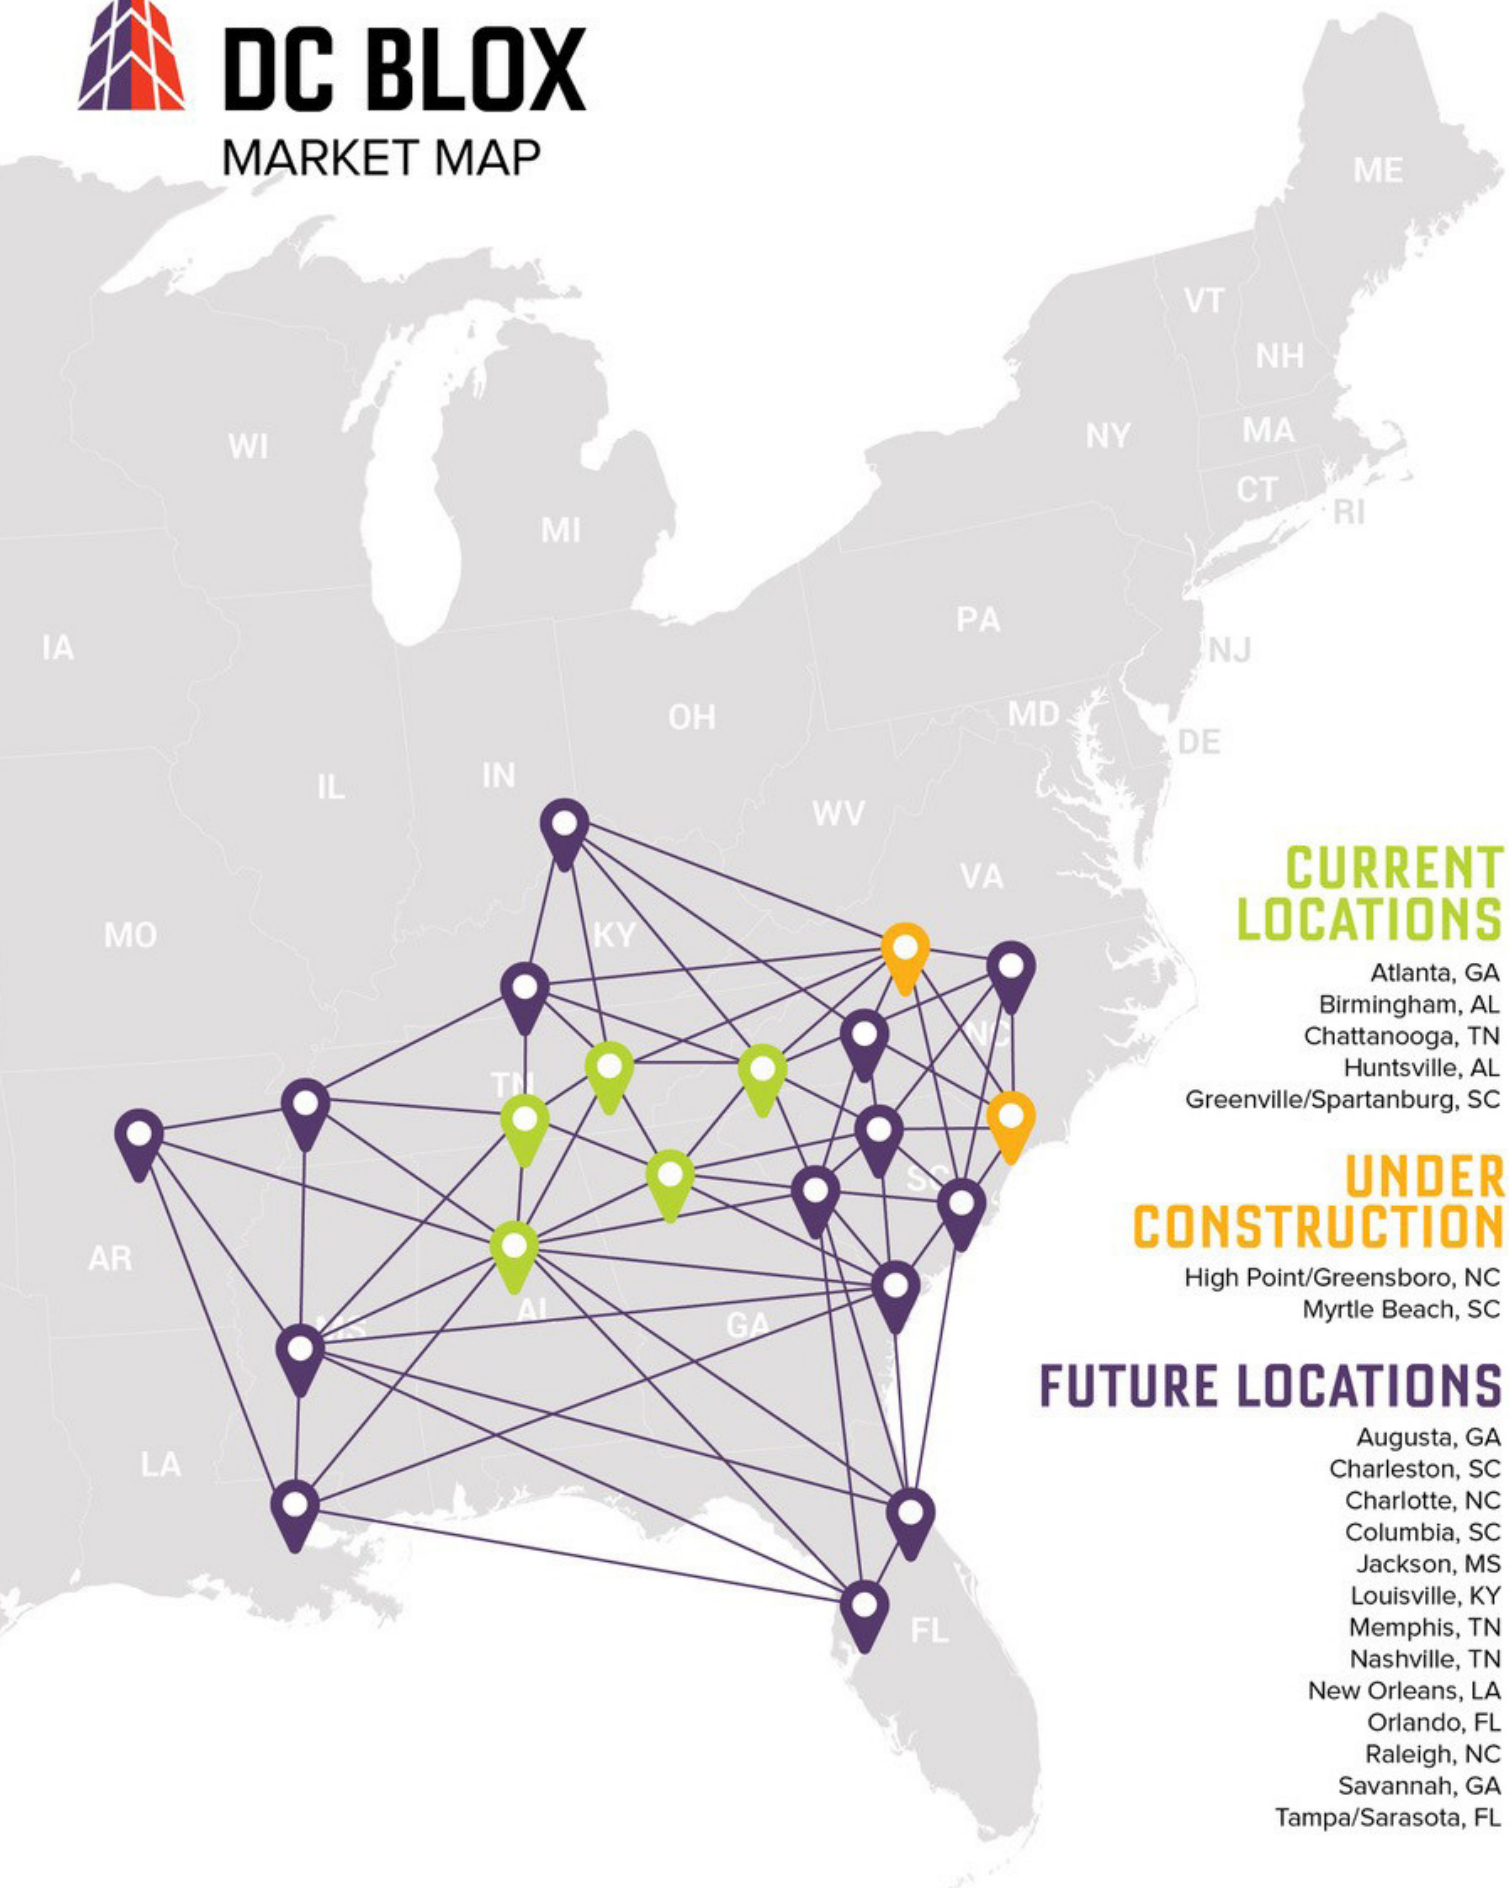 DC BLOX
MARKET MAP
ME
VT
NH
WI
NY
MA
CT
RI
MI
PA
IA
NJ
OH
MD
DE
IN
IL
WV
VA
MO
KY
NC
TN
SC
AR
AL
GA
MS
LA
FL
CURRENT
LOCATIONS
Atlanta, GA
Birmingham, AL
Chattanooga, TN
Huntsville, AL
Greenville/Spartanburg, SC
UNDER
CONSTRUCTION
High Point/Greensboro, NC
Myrtle Beach, SC
FUTURE LOCATIONS
Augusta, GA
Charleston, SC
Charlotte, NC
Columbia, SC
Jackson, MS
Louisville, KY
Memphis, TN
Nashville, TN
New Orleans, LA
Orlando, FL
Raleigh, NC
Savannah, GA
Tampa/Sarasota, FL